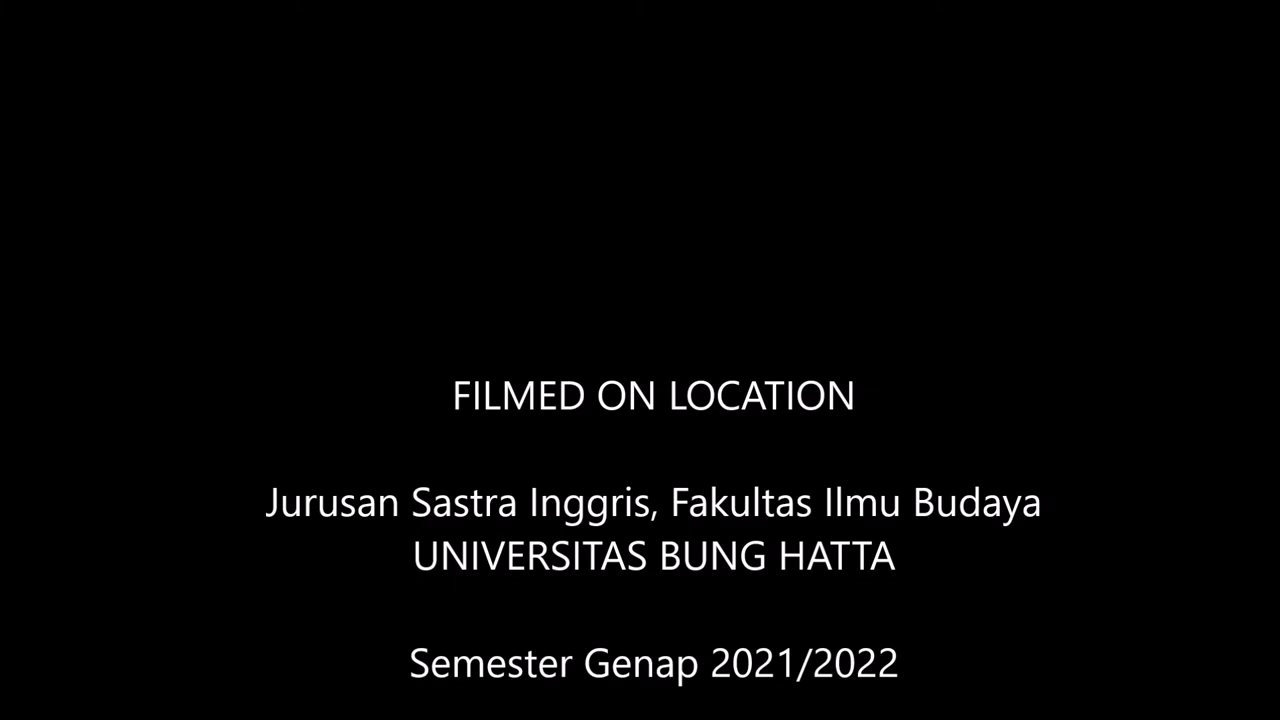 FILMED ON LOCATION
Jurusan Sastra Inggris, Fakultas Ilmu Budaya
UNIVERSITAS BUNG HATTA
Semester Genap 2021/2022